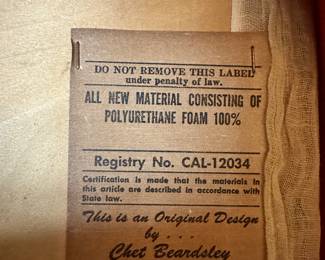 DO NOT REMOVE THIS LABEL
under penalty of law.
ALL NEW MATERIAL CONSISTING OF
POLYURETHANE FOAM 100%
Registry No. CAL-12034
Certification is made that the materials in
this article are described in accordance with
State law.
This is an Original Design
by . . .
Chet Beardsley